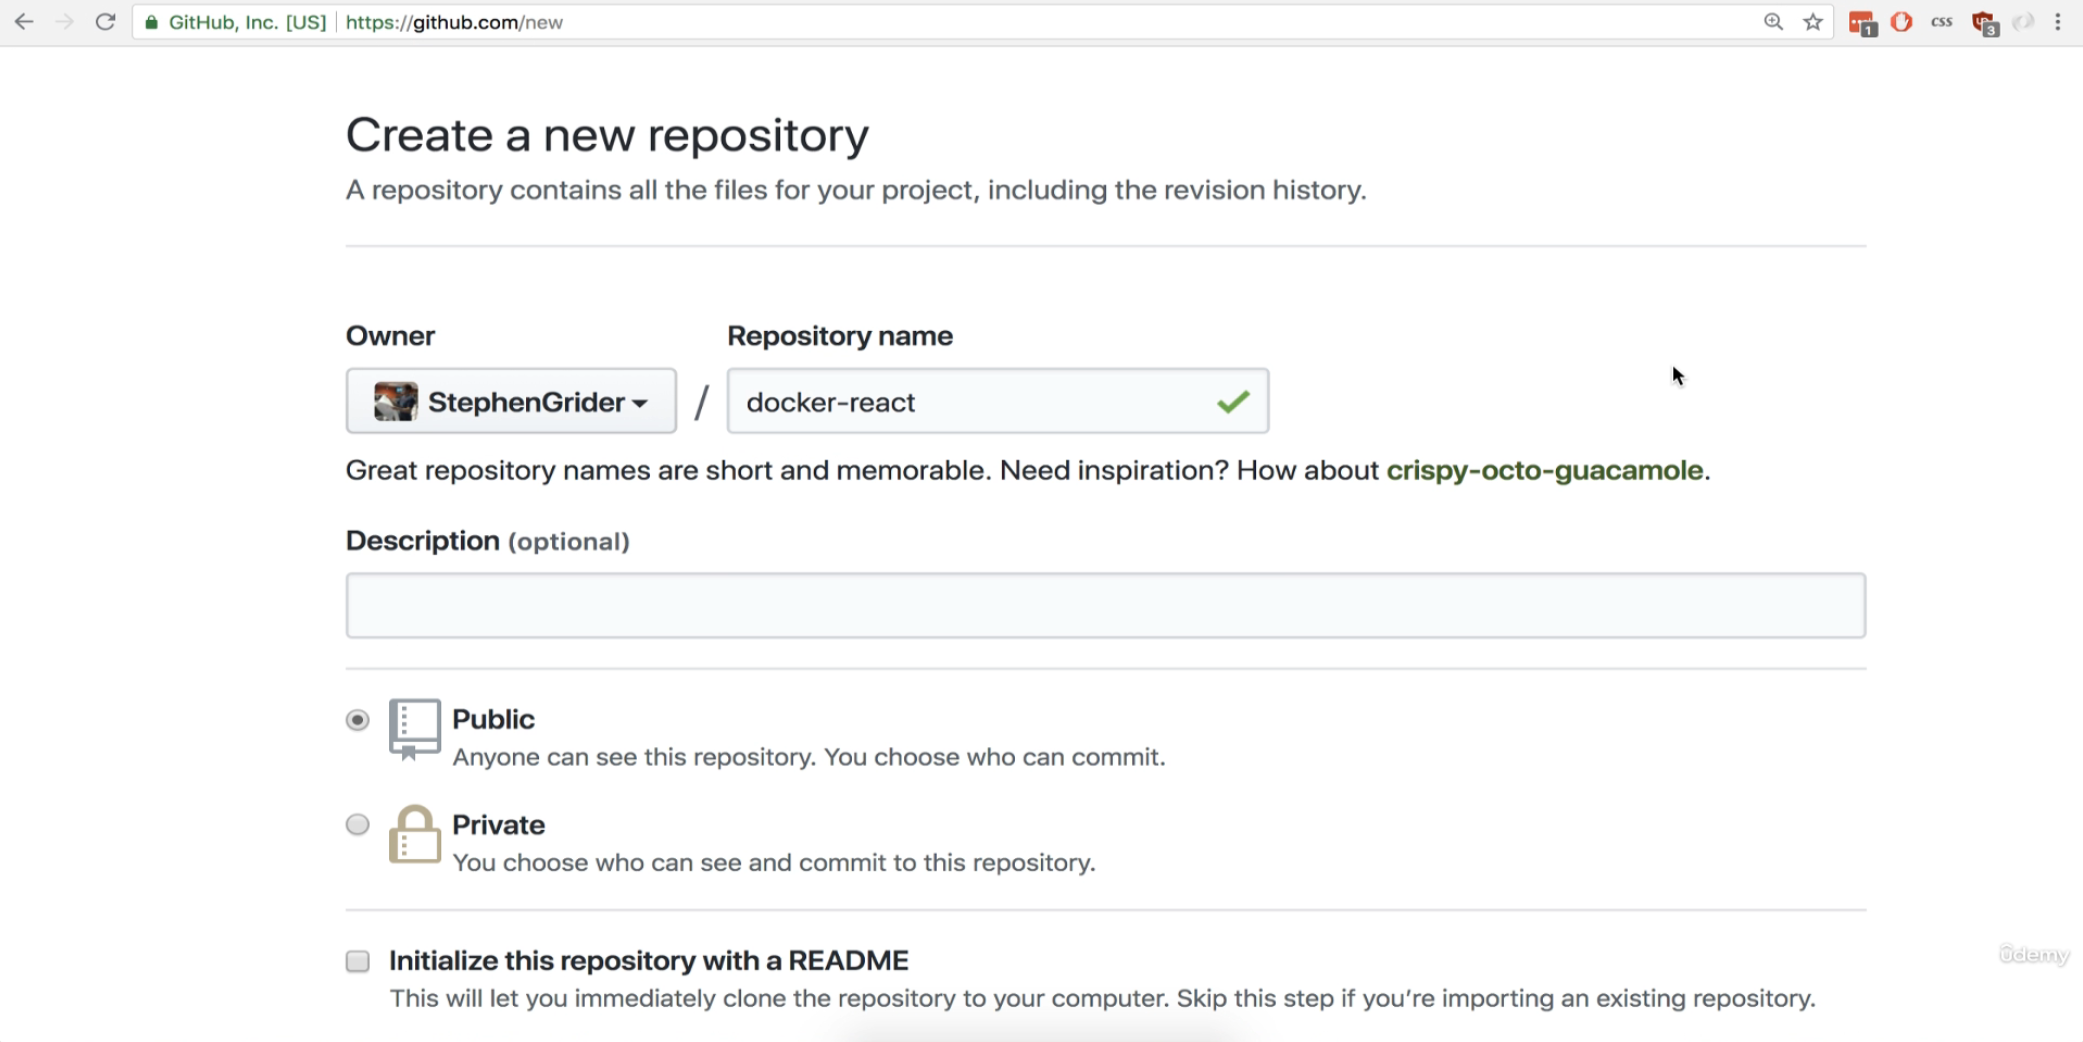 GitHub, Inc. [US] https://github.com/new
1
css
3
Create a new repository
A repository contains all the files for your project, including the revision history.
Owner Repository name
StephenGrider / docker-react
Great repository names are short and memorable. Need inspiration? How about crispy-octo-guacamole.
Description (optional)
Public
Anyone can see this repository. You choose who can commit.
Private
You choose who can see and commit to this repository.
Initialize this repository with a README
This will let you immediately clone the repository to your computer. Skip this step if you're importing an existing repository.
ûdemy